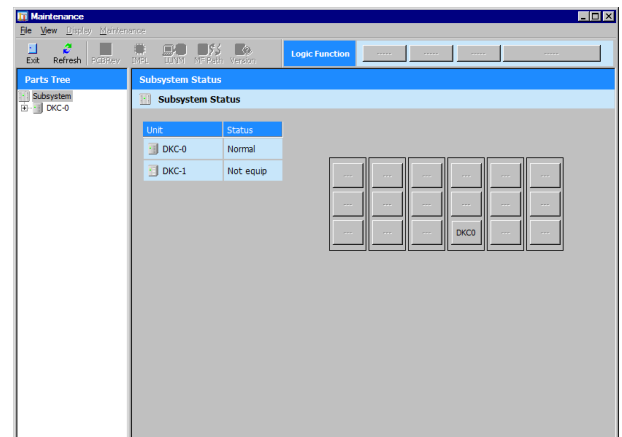 Maintenance
File View Display Maintenance
Exit Refresh PCBRev IMPL LUNM MF Path Version Logic Function ----- ----- ----- -----
Parts Tree Subsystem Status
Subsystem
DKC-0
Subsystem Status
Unit Status
DKC-0 Normal
DKC-1 Not equip
--- --- --- --- --- ---
--- --- --- --- --- ---
--- --- --- DKC0 --- ---